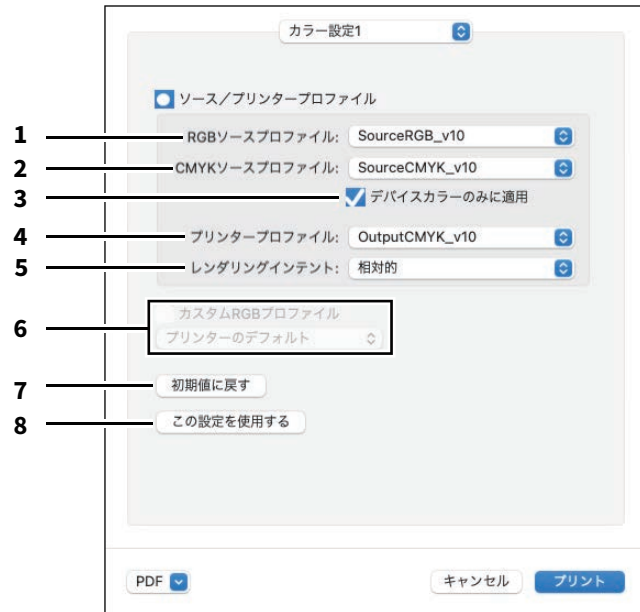 カラー設定1
ソース／プリンタープロファイル
1 RGBソースプロファイル: SourceRGB_v10
2 CMYKソースプロファイル: SourceCMYK_v10
3 デバイスカラーのみに適用
4 プリンタープロファイル: OutputCMYK_v10
5 レンダリングインテント: 相対的
カスタムRGBプロファイル
6
プリンターのデフォルト
7 初期値に戻す
8 この設定を使用する
PDF キャンセル プリント